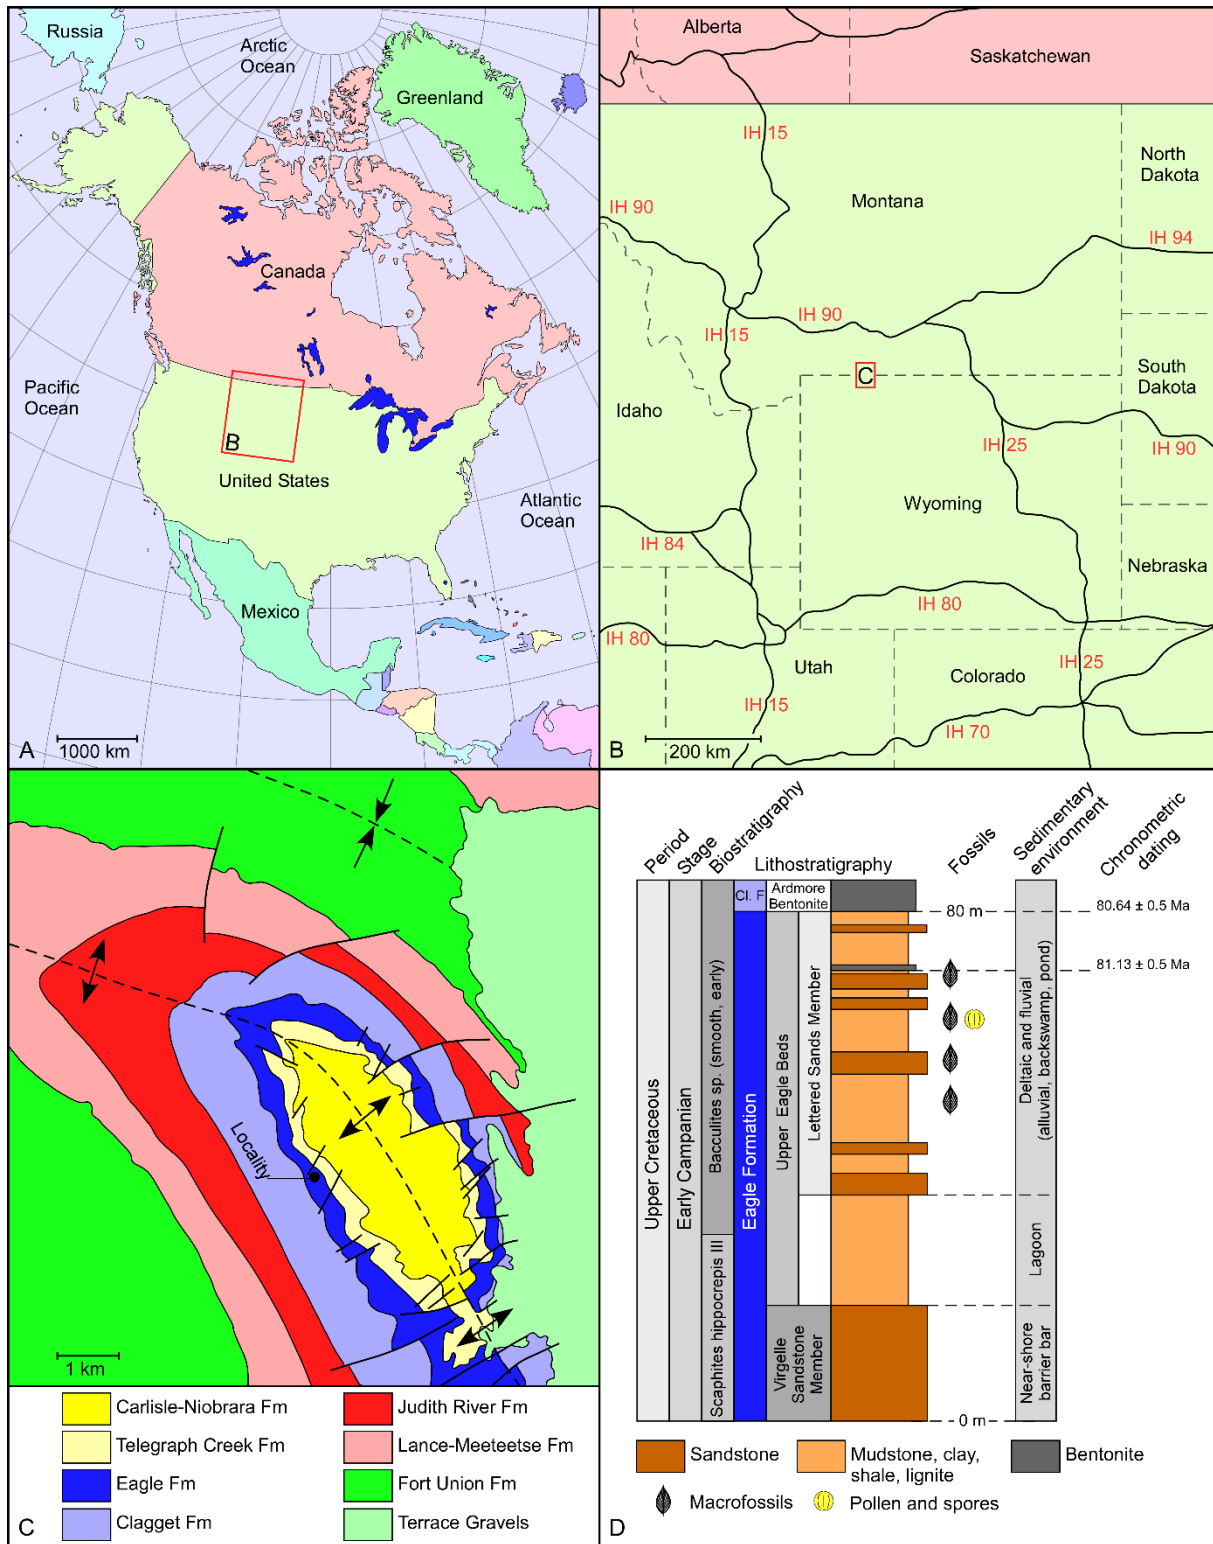 Russia
Arctic
Ocean
Greenland
Canada
Pacific
Ocean
B
United States
Atlantic
Ocean
Mexico
1000 km
A
Alberta
Saskatchewan
IH 15
North
Dakota
Montana
IH 90
IH 94
IH 90
IH 15
C
South
Dakota
Idaho
IH 25
IH 90
Wyoming
IH 84
Nebraska
IH 80
IH 80
Utah
IH 25
Colorado
IH 15
IH 70
200 km
B
Locality
1 km
Carlisle-Niobrara Fm
Judith River Fm
Telegraph Creek Fm
Lance-Meeteetse Fm
Eagle Fm
Fort Union Fm
Clagget Fm
Terrace Gravels
C
Period
Stage
Biostratigraphy
Lithostratigraphy
Fossils
Sedimentary
environment
Chronometric
dating
Cl. F
Ardmore
Bentonite
80 m
80.64 ± 0.5 Ma
81.13 ± 0.5 Ma
Upper Cretaceous
Early Campanian
Bacculites sp. (smooth, early)
Scaphites hippocrepis III
Eagle Formation
Upper Eagle Beds
Lettered Sands Member
Virgelle
Sandstone
Member
Deltaic and fluvial
(alluvial, backswamp, pond)
Lagoon
Near-shore
barrier bar
0 m
Sandstone
Mudstone, clay,
shale, lignite
Bentonite
Macrofossils
Pollen and spores
D